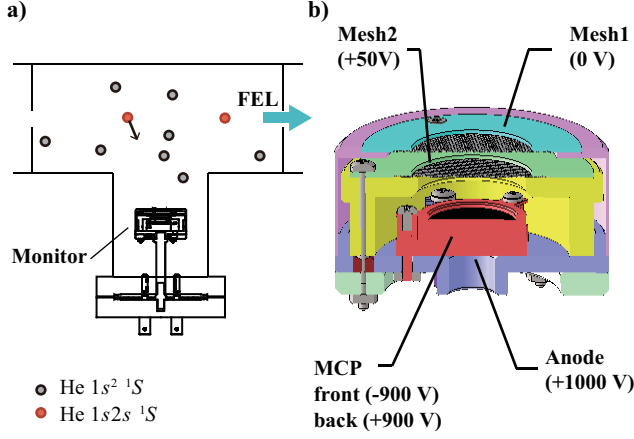 a)
FEL
Monitor
He 1s² ¹S
He 1s2s ¹S
b)
Mesh2
(+50V)
Mesh1
(0 V)
MCP
front (-900 V)
back (+900 V)
Anode
(+1000 V)